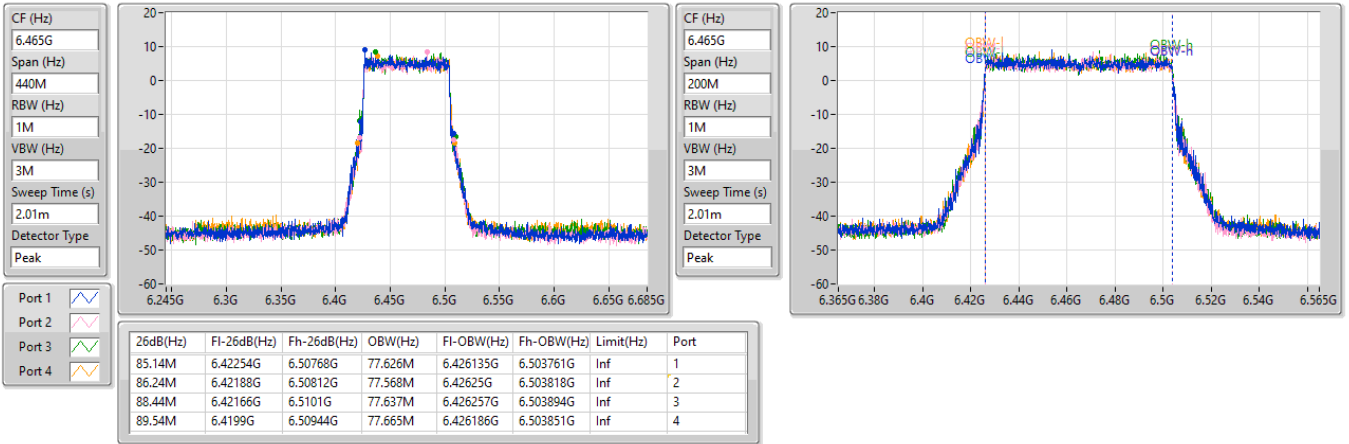 CF (Hz)
6.465G
Span (Hz)
440M
RBW (Hz)
1M
VBW (Hz)
3M
Sweep Time (s)
2.01m
Detector Type
Peak
Port 1
Port 2
Port 3
Port 4
20
10
0
-10
-20
-30
-40
-50
-60
6.245G 6.3G 6.35G 6.4G 6.45G 6.5G 6.55G 6.6G 6.65G 6.685G
CF (Hz)
6.465G
Span (Hz)
200M
RBW (Hz)
1M
VBW (Hz)
3M
Sweep Time (s)
2.01m
Detector Type
Peak
20
10
0
-10
-20
-30
-40
-50
-60
OBW-l
OBW-h
6.365G 6.38G 6.4G 6.42G 6.44G 6.46G 6.48G 6.5G 6.52G 6.54G 6.565G
26dB(Hz) Fl-26dB(Hz) Fh-26dB(Hz) OBW(Hz) Fl-OBW(Hz) Fh-OBW(Hz) Limit(Hz) Port
85.14M 6.42254G 6.50768G 77.626M 6.426135G 6.503761G Inf 1
86.24M 6.42188G 6.50812G 77.568M 6.42625G 6.503818G Inf 2
88.44M 6.42166G 6.5101G 77.637M 6.426257G 6.503894G Inf 3
89.54M 6.4199G 6.50944G 77.665M 6.426186G 6.503851G Inf 4